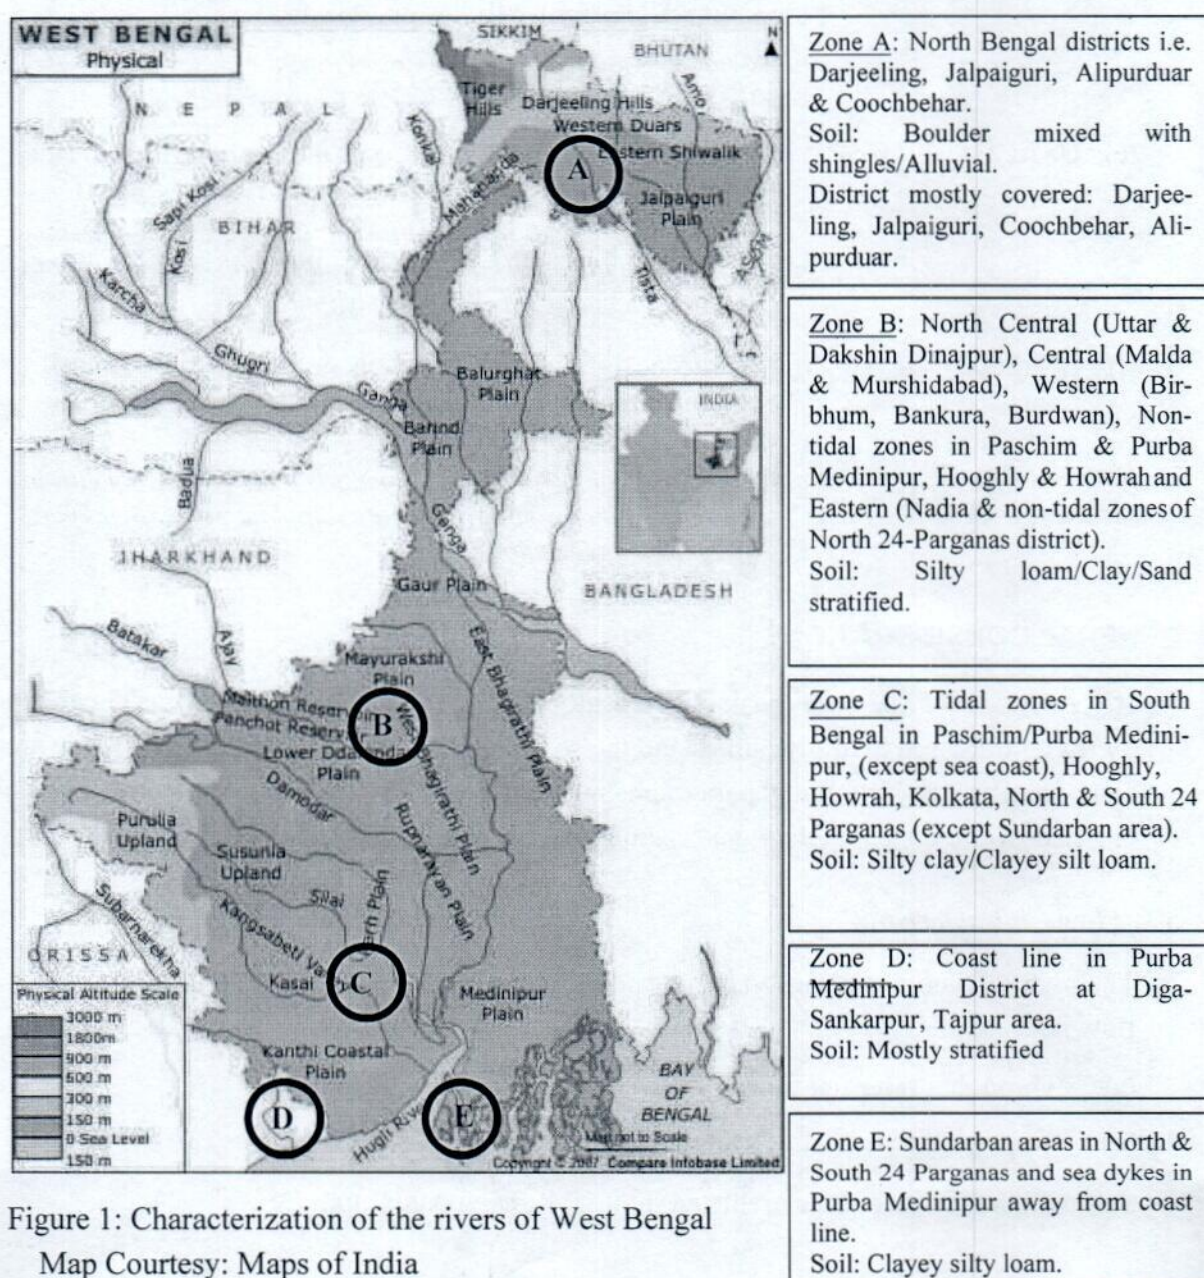 WEST BENGAL
Physical
SIKKIM
BHUTAN
N
NEPAL
Tiger
Hills
Darjeeling Hills
Western Duars
Eastern Shiwalik
Jalpaiguri
Plain
A
Konkai
Mahananda
Sapt Kosi
Kosi
BIHAR
Karcha
Ghugri
Tista
ASSAM
Ganga
Balurghat
Plain
Barind
Plain
INDIA
Badua
Ganga
JHARKHAND
Gaur Plain
BANGLADESH
Batakar
Ajay
Mayurakshi
Plain
East Bhagirathi Plain
Maithon Reservoir
Panchot Reservoir
B
West Bhagirathi Plain
Lower Ddamanda
Plain
Damodar
Rupnarayan Plain
Purulia
Upland
Susunia
Upland
Silai
Kangsabeti
Subarnarekha
ORISSA
Kasai
C
Medinipur
Plain
Physical Altitude Scale
3000 m
1800m
900 m
600 m
300 m
150 m
0 Sea Level
150 m
Kanthi Coastal
Plain
D
E
Hugli River
BAY
OF
BENGAL
Map not to Scale
Copyright © 2007 Compare Infobase Limited
Figure 1: Characterization of the rivers of West Bengal
Map Courtesy: Maps of India
Zone A: North Bengal districts i.e.
Darjeeling, Jalpaiguri, Alipurduar
& Coochbehar.
Soil: Boulder mixed with
shingles/Alluvial.
District mostly covered: Darjee-
ling, Jalpaiguri, Coochbehar, Ali-
purduar.
Zone B: North Central (Uttar &
Dakshin Dinajpur), Central (Malda
& Murshidabad), Western (Bir-
bhum, Bankura, Burdwan), Non-
tidal zones in Paschim & Purba
Medinipur, Hooghly & Howrah and
Eastern (Nadia & non-tidal zones of
North 24-Parganas district).
Soil: Silty loam/Clay/Sand
stratified.
Zone C: Tidal zones in South
Bengal in Paschim/Purba Medini-
pur, (except sea coast), Hooghly,
Howrah, Kolkata, North & South 24
Parganas (except Sundarban area).
Soil: Silty clay/Clayey silt loam.
Zone D: Coast line in Purba
Medinipur District at Diga-
Sankarpur, Tajpur area.
Soil: Mostly stratified
Zone E: Sundarban areas in North &
South 24 Parganas and sea dykes in
Purba Medinipur away from coast
line.
Soil: Clayey silty loam.